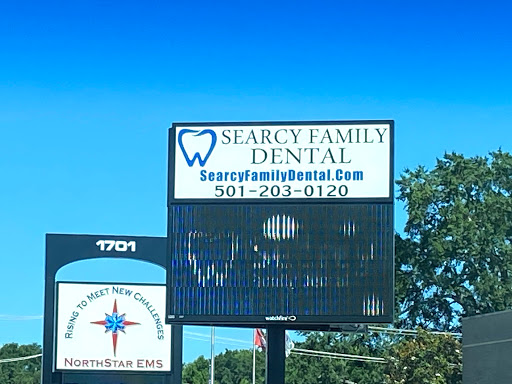 SEARCY FAMILY
DENTAL
SearcyFamilyDental.Com
501-203-0120
watchfire
1701
RISING TO MEET NEW CHALLENGES
NORTHSTAR EMS